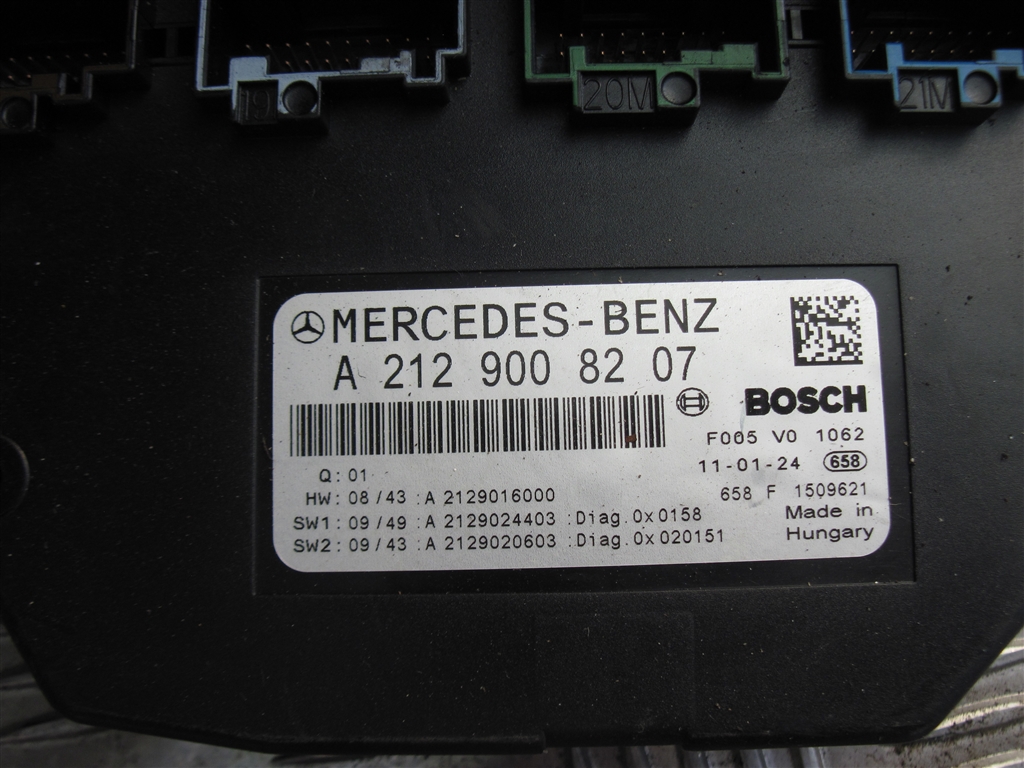 19
20M
21M
MERCEDES-BENZ
A 212 900 82 07
BOSCH
F005 V0 1062
11-01-24 658
Q: 01
658 F 1509621
HW: 08/43 :A 2129016000
SW1: 09/49 :A 2129024403 :Diag.0x0158
Made in
SW2: 09/43 :A 2129020603 :Diag.0x020151
Hungary